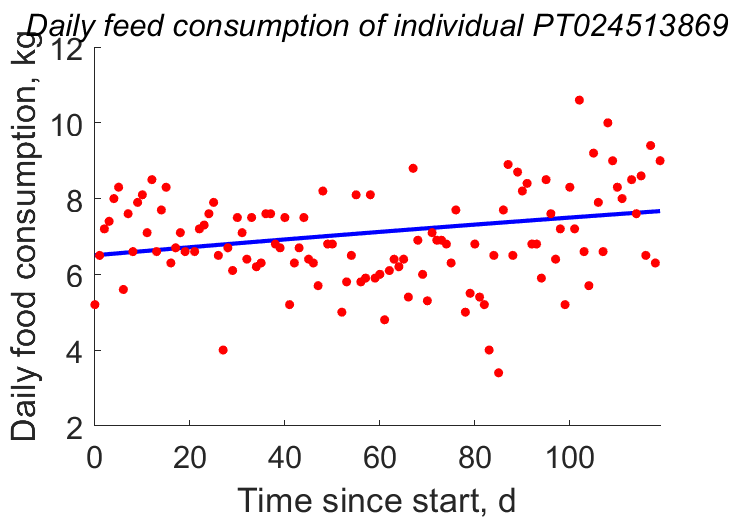 Daily feed consumption of individual PT024513869
Daily food consumption, kg
12
10
8
6
4
2
0 20 40 60 80 100
Time since start, d